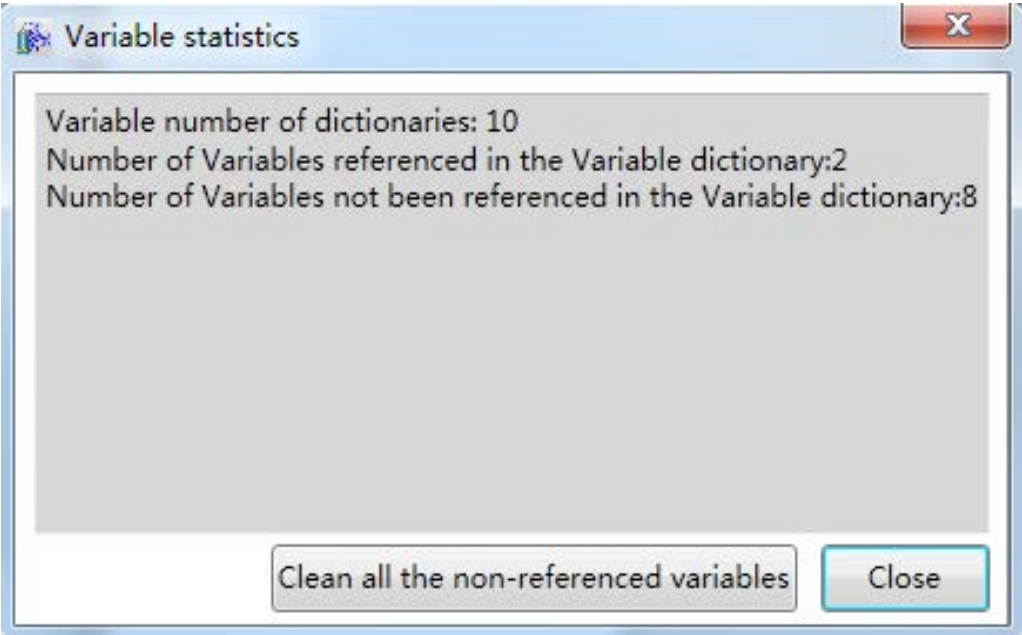 Variable statistics
Variable number of dictionaries: 10
Number of Variables referenced in the Variable dictionary:2
Number of Variables not been referenced in the Variable dictionary:8
Clean all the non-referenced variables
Close